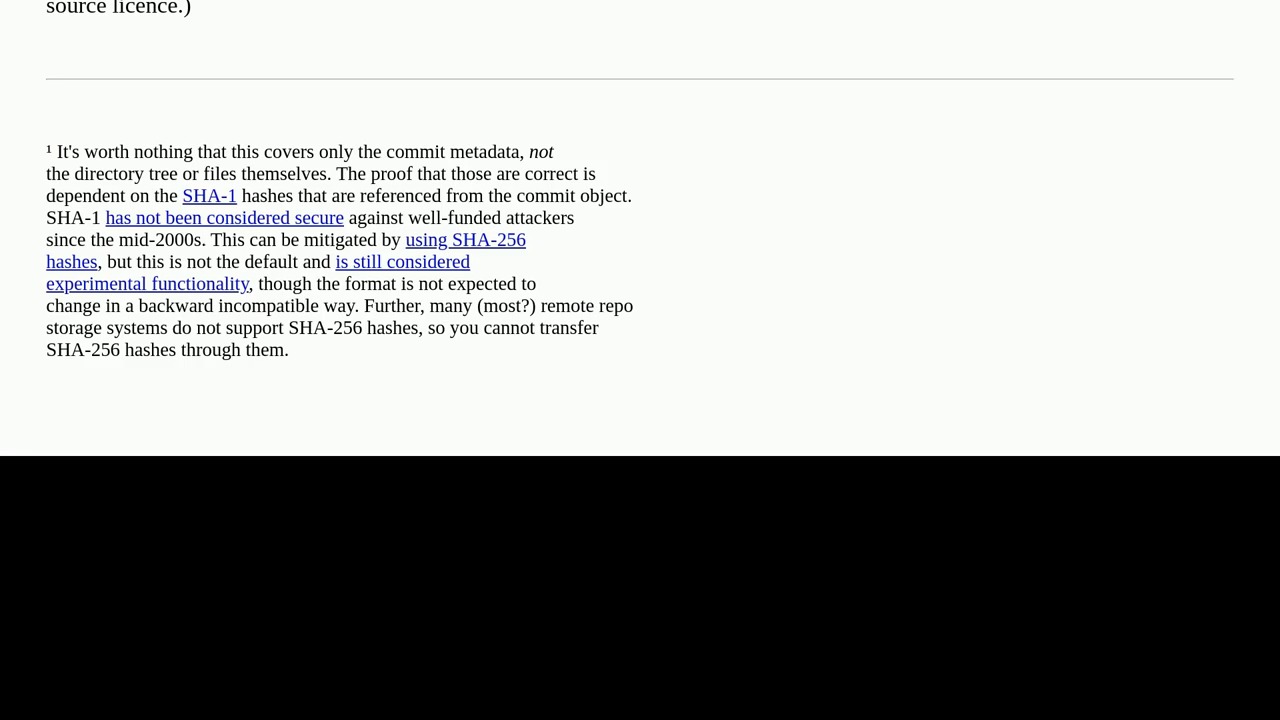 source licence.)
¹ It's worth nothing that this covers only the commit metadata, not
the directory tree or files themselves. The proof that those are correct is
dependent on the SHA-1 hashes that are referenced from the commit object.
SHA-1 has not been considered secure against well-funded attackers
since the mid-2000s. This can be mitigated by using SHA-256
hashes, but this is not the default and is still considered
experimental functionality, though the format is not expected to
change in a backward incompatible way. Further, many (most?) remote repo
storage systems do not support SHA-256 hashes, so you cannot transfer
SHA-256 hashes through them.